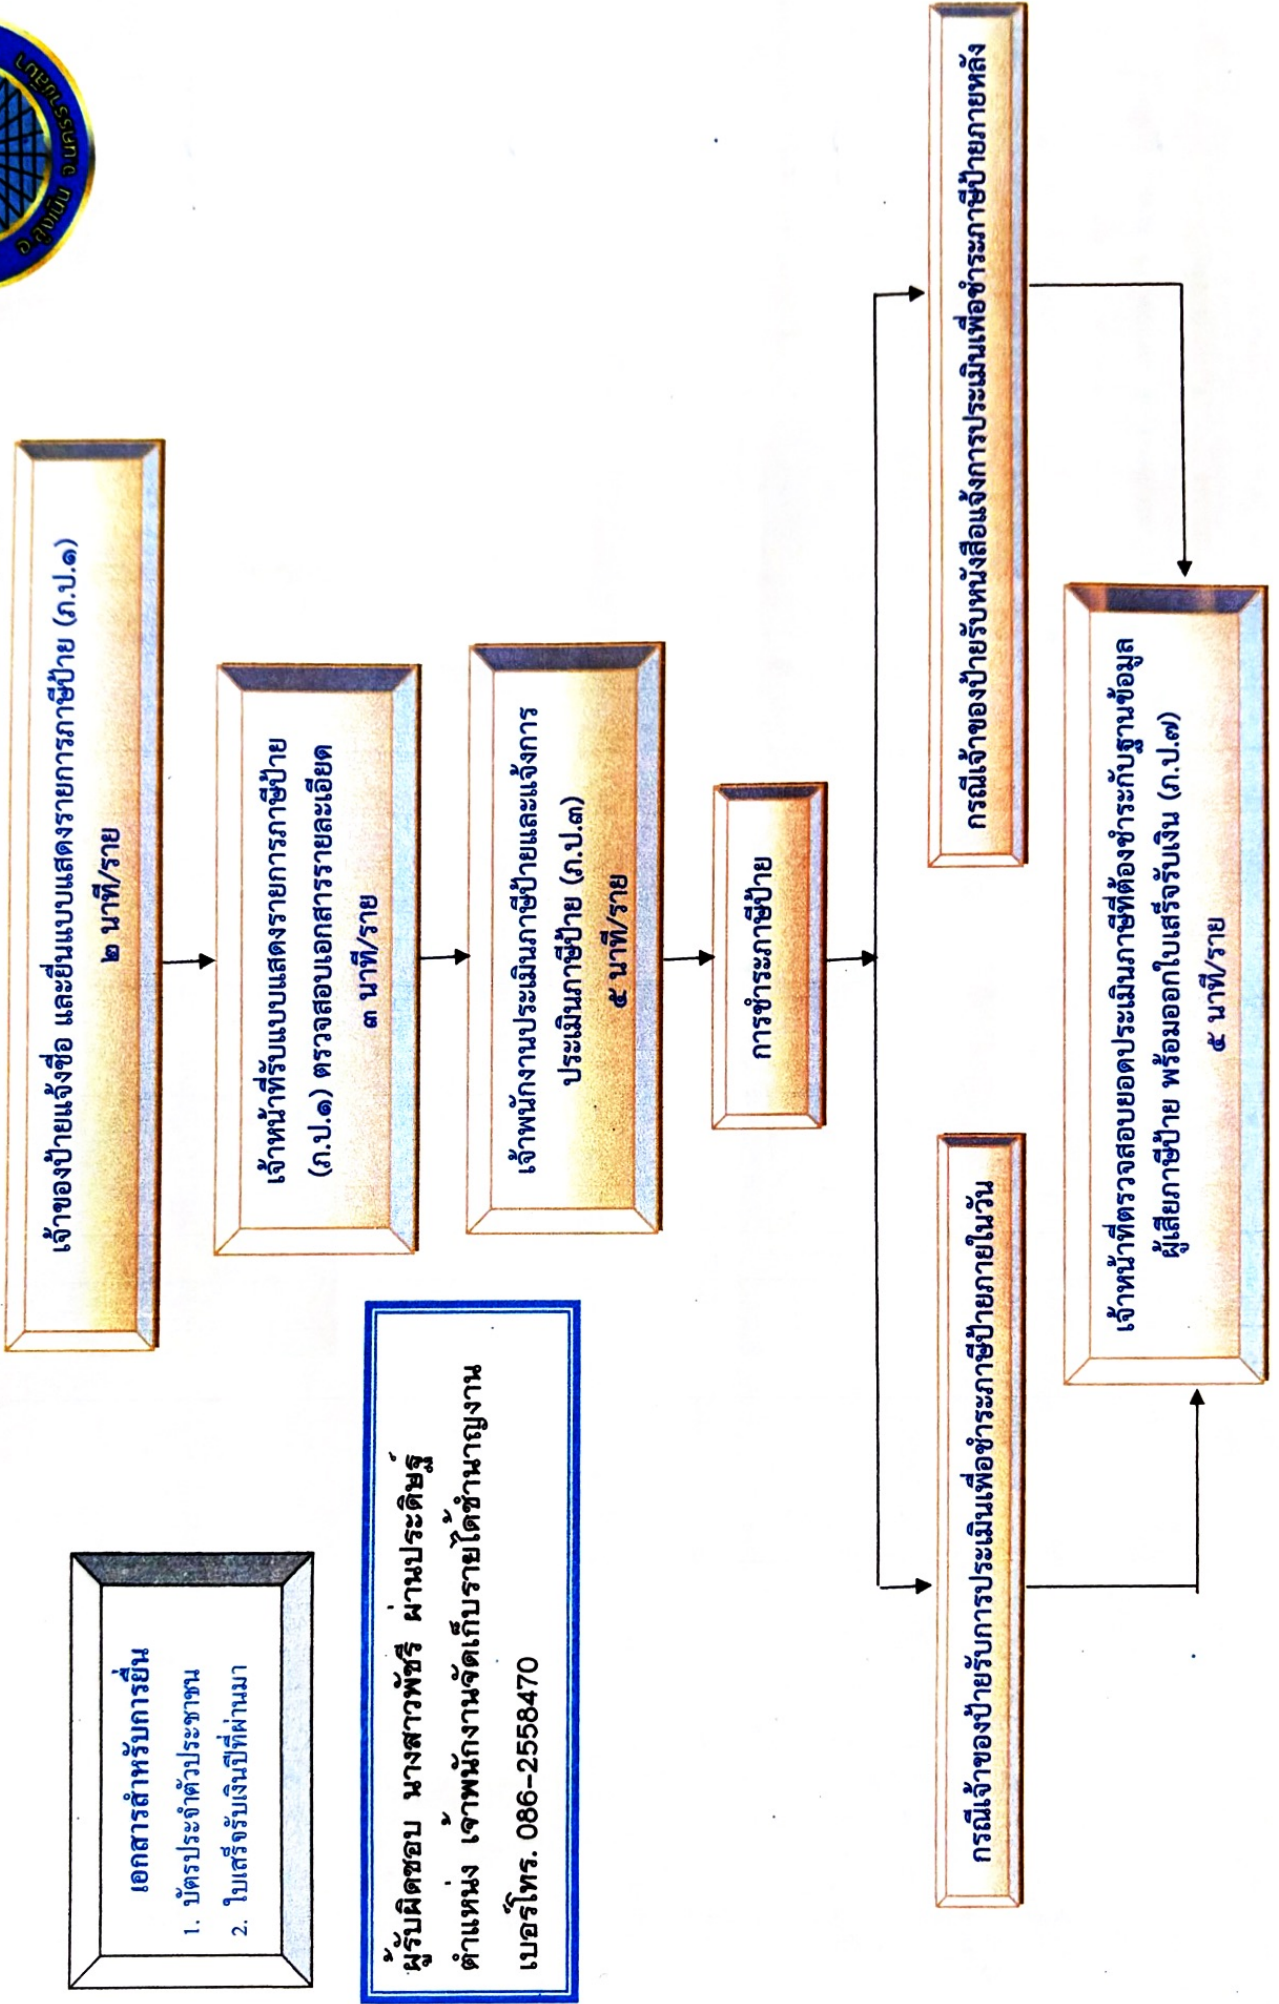 อ.สูงเนิน จ.นครราชสีมา
เจ้าของป้ายแจ้งชื่อ และยื่นแบบแสดงรายการภาษีป้าย (ภ.ป.๑)
๒ นาที/ราย
เอกสารสำหรับการยื่น
1. บัตรประจำตัวประชาชน
2. ใบเสร็จรับเงินปีที่ผ่านมา
เจ้าหน้าที่รับแบบแสดงรายการภาษีป้าย
(ภ.ป.๑) ตรวจสอบเอกสารรายละเอียด
๓ นาที/ราย
ผู้รับผิดชอบ นางสาวพัชรี ผ่านประดิษฐ์
ตำแหน่ง เจ้าพนักงานจัดเก็บรายได้ชำนาญงาน
เบอร์โทร. 086-2558470
เจ้าพนักงานประเมินภาษีป้ายและแจ้งการ
ประเมินภาษีป้าย (ภ.ป.๓)
๕ นาที/ราย
การชำระภาษีป้าย
กรณีเจ้าของป้ายรับการประเมินเพื่อชำระภาษีป้ายภายในวัน
กรณีเจ้าของป้ายรับหนังสือแจ้งการประเมินเพื่อชำระภาษีป้ายภายหลัง
เจ้าหน้าที่ตรวจสอบยอดประเมินภาษีที่ต้องชำระกับฐานข้อมูล
ผู้เสียภาษีป้าย พร้อมออกใบเสร็จรับเงิน (ภ.ป.๗)
๕ นาที/ราย